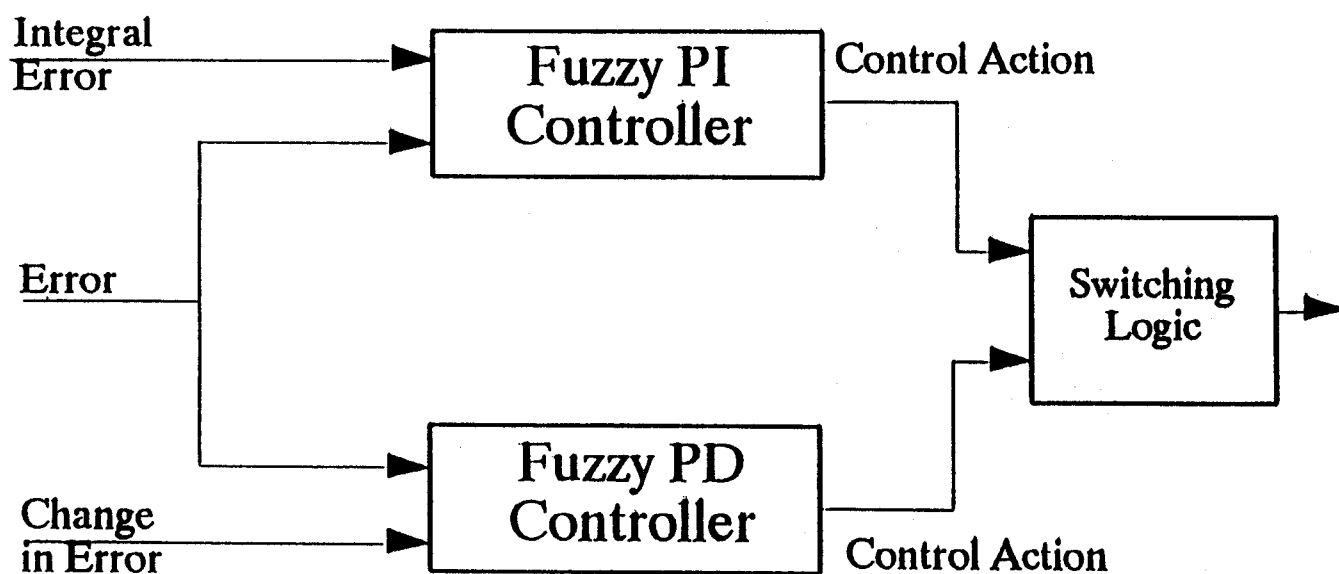 Integral
Error
Fuzzy PI
Controller
Control Action
Error
Switching
Logic
Fuzzy PD
Controller
Change
in Error
Control Action